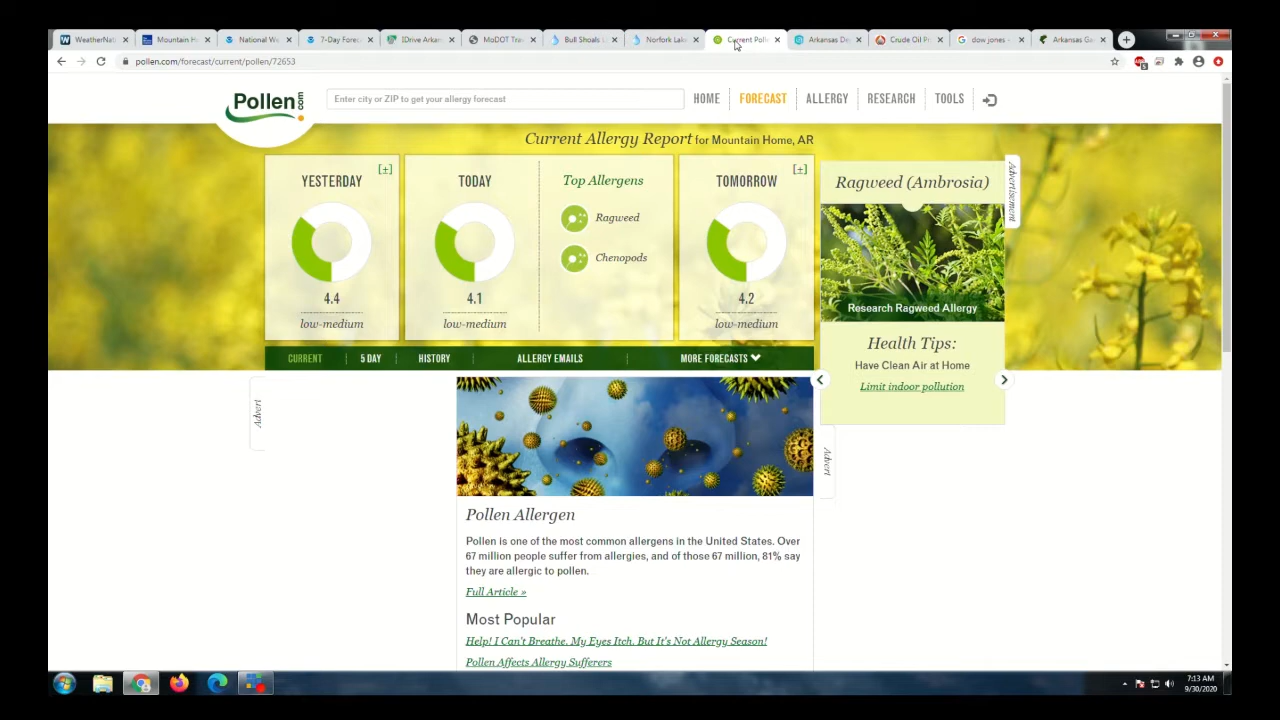 WeatherNati
Mountain H
National We
7-Day Forec
IDrive Arkan
MoDOT Trav
Bull Shoals L
Norfork Lake
Current Polle
Arkansas De
Crude Oil Pr
dow jones
Arkansas Ga
pollen.com/forecast/current/pollen/72653
Pollen.com
Enter city or ZIP to get your allergy forecast
HOME
FORECAST
ALLERGY
RESEARCH
TOOLS
Current Allergy Report for Mountain Home, AR
YESTERDAY
[+]
4.4
low-medium
TODAY
4.1
low-medium
Top Allergens
Ragweed
Chenopods
TOMORROW
[+]
4.2
low-medium
Ragweed (Ambrosia)
Advertisement
Research Ragweed Allergy
Health Tips:
Have Clean Air at Home
Limit indoor pollution
CURRENT
5 DAY
HISTORY
ALLERGY EMAILS
MORE FORECASTS
Advert
Advert
Pollen Allergen
Pollen is one of the most common allergens in the United States. Over
67 million people suffer from allergies, and of those 67 million, 81% say
they are allergic to pollen.
Full Article »
Most Popular
Help! I Can't Breathe. My Eyes Itch. But It's Not Allergy Season!
Pollen Affects Allergy Sufferers
7:13 AM
9/30/2020